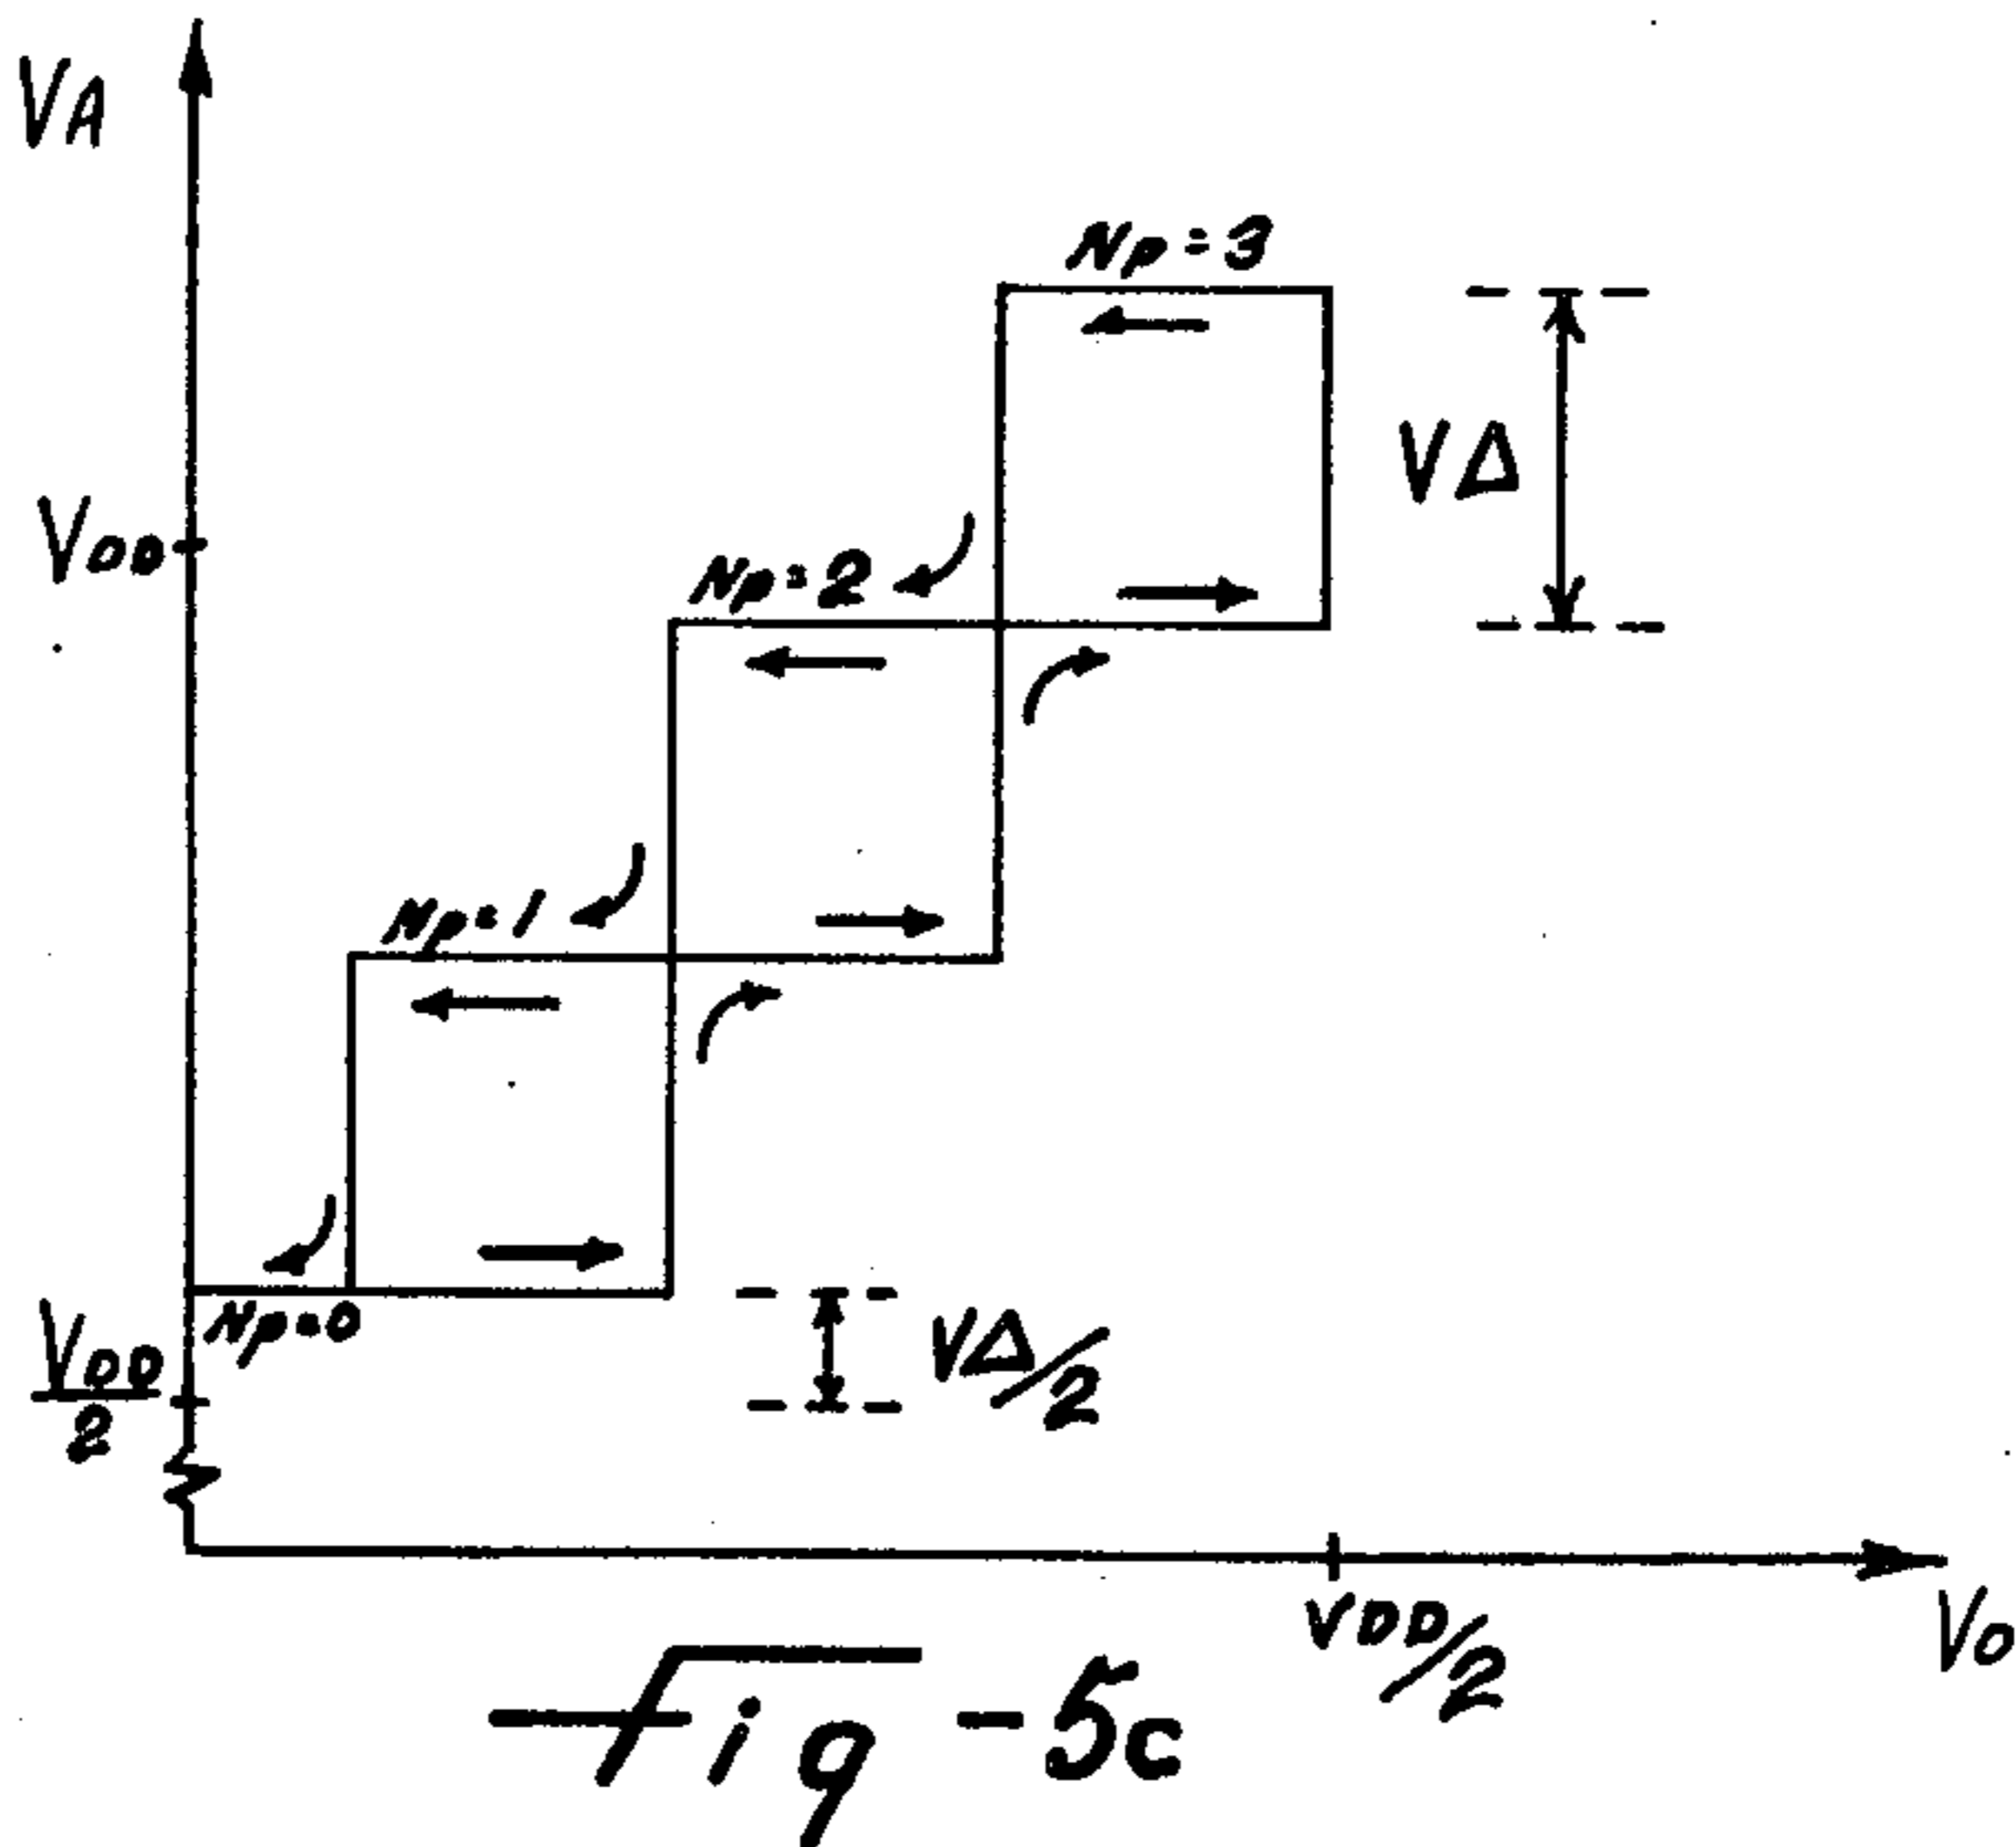 VA
Np=3
VΔ
VDD
Np=2
Np=1
Np=0
VΔ/2
VDD
2
VDD/2
Vo
Fig-5c